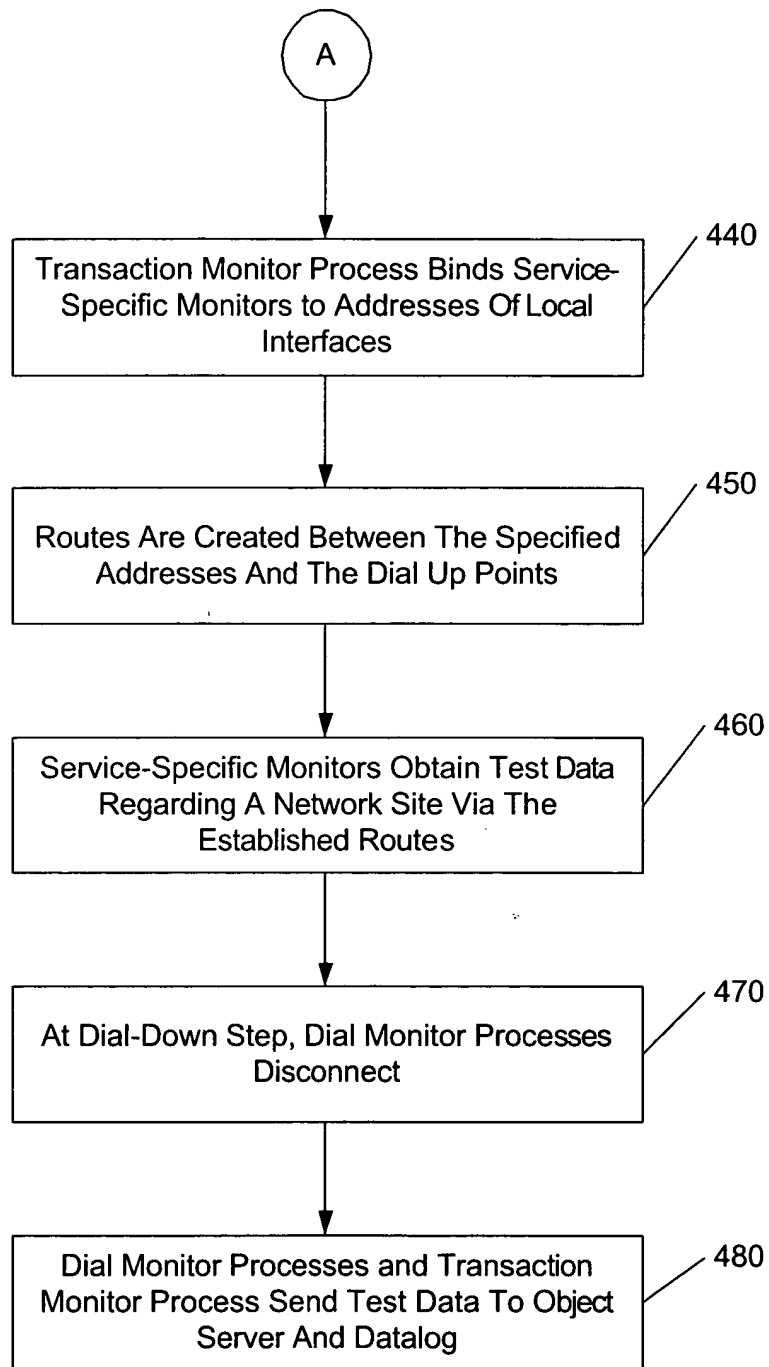 A
440
Transaction Monitor Process Binds Service-
Specific Monitors to Addresses Of Local
Interfaces
450
Routes Are Created Between The Specified
Addresses And The Dial Up Points
460
Service-Specific Monitors Obtain Test Data
Regarding A Network Site Via The
Established Routes
470
At Dial-Down Step, Dial Monitor Processes
Disconnect
480
Dial Monitor Processes and Transaction
Monitor Process Send Test Data To Object
Server And Datalog